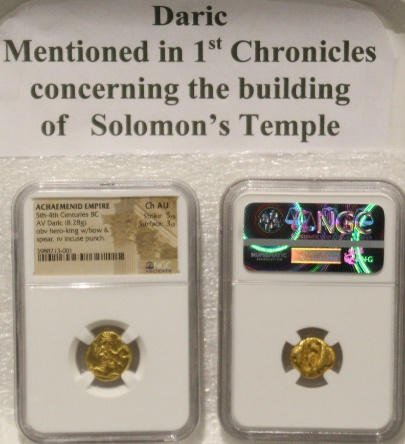 Daric
Mentioned in 1st Chronicles
concerning the building
of Solomon's Temple
ACHAEMENID EMPIRE
5th-4th Centuries BC
AV Daric (8.28g)
obv hero-king w/bow &
spear. rv incuse punch
3988713-001
Ch AU
Strike: 5/5
Surface: 3/5
NGC